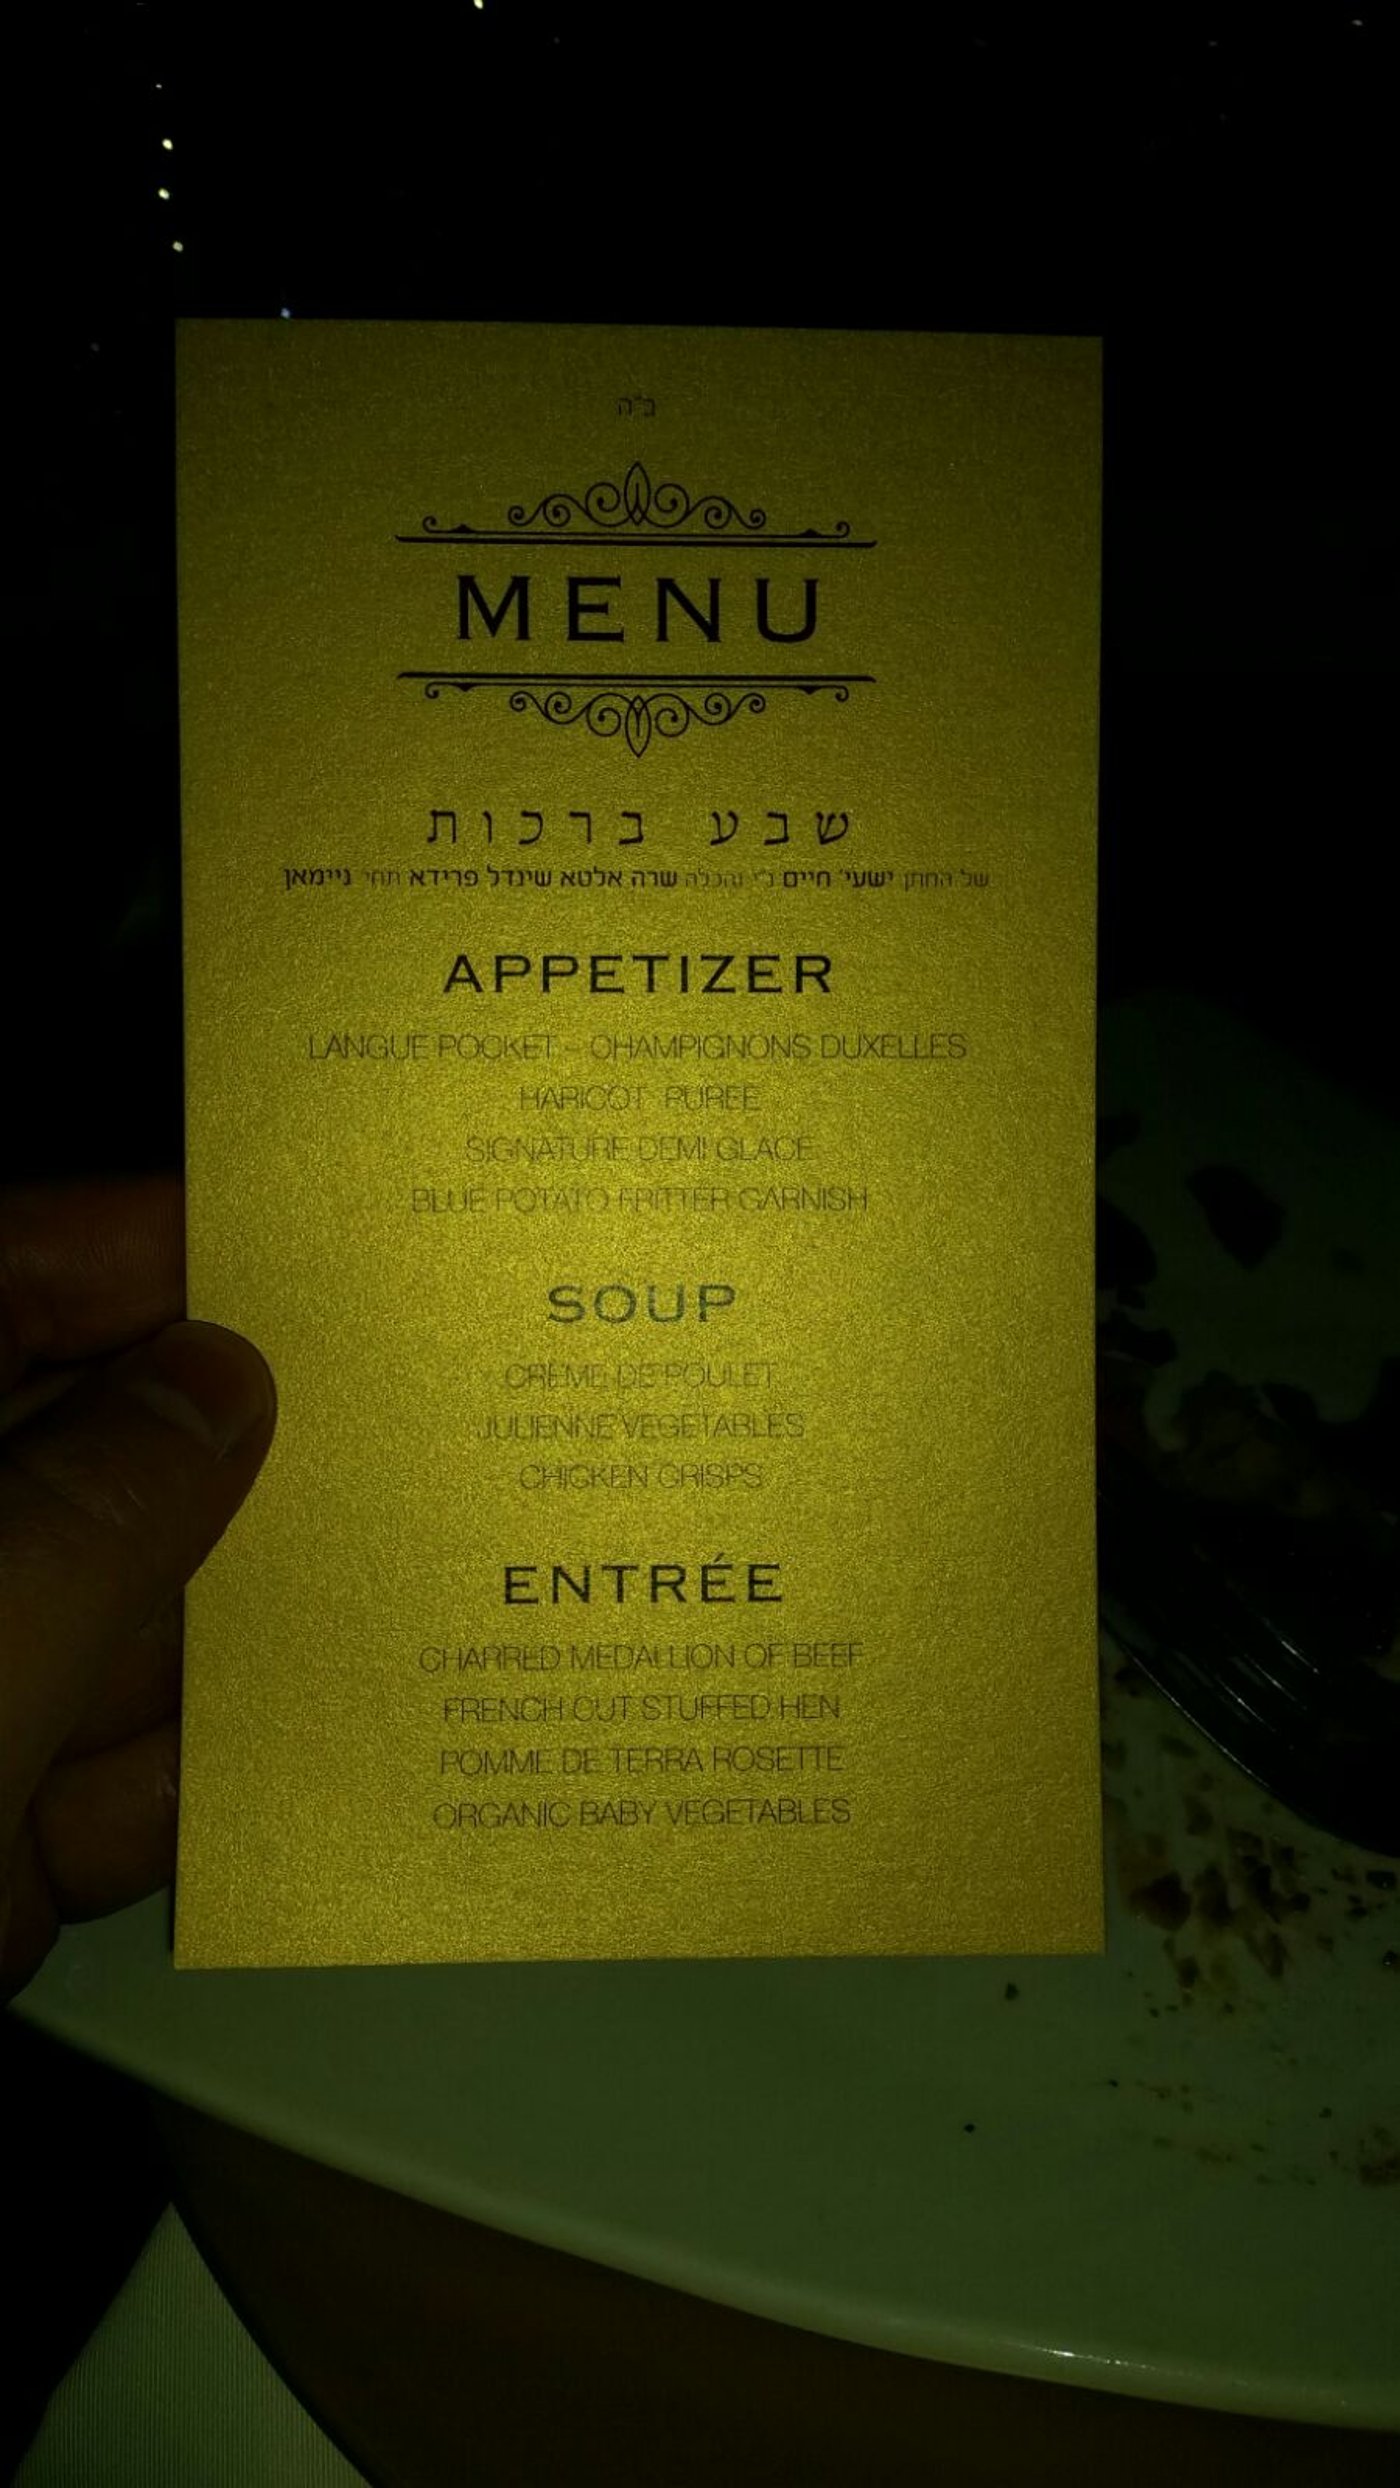 ב"ה
MENU
שבע ברכות
של החתן ישעי' חיים ני' והכלה שרה אלטא שינדל פרידא תחי' ניימאן
APPETIZER
LANGUE POCKET – CHAMPIGNONS DUXELLES
HARICOT PUREE
SIGNATURE DEMI GLACE
BLUE POTATO FRITTER GARNISH
SOUP
CREME DE POULET
JULIENNE VEGETABLES
CHICKEN CRISPS
ENTRÉE
CHARRED MEDALLION OF BEEF
FRENCH CUT STUFFED HEN
POMME DE TERRA ROSETTE
ORGANIC BABY VEGETABLES